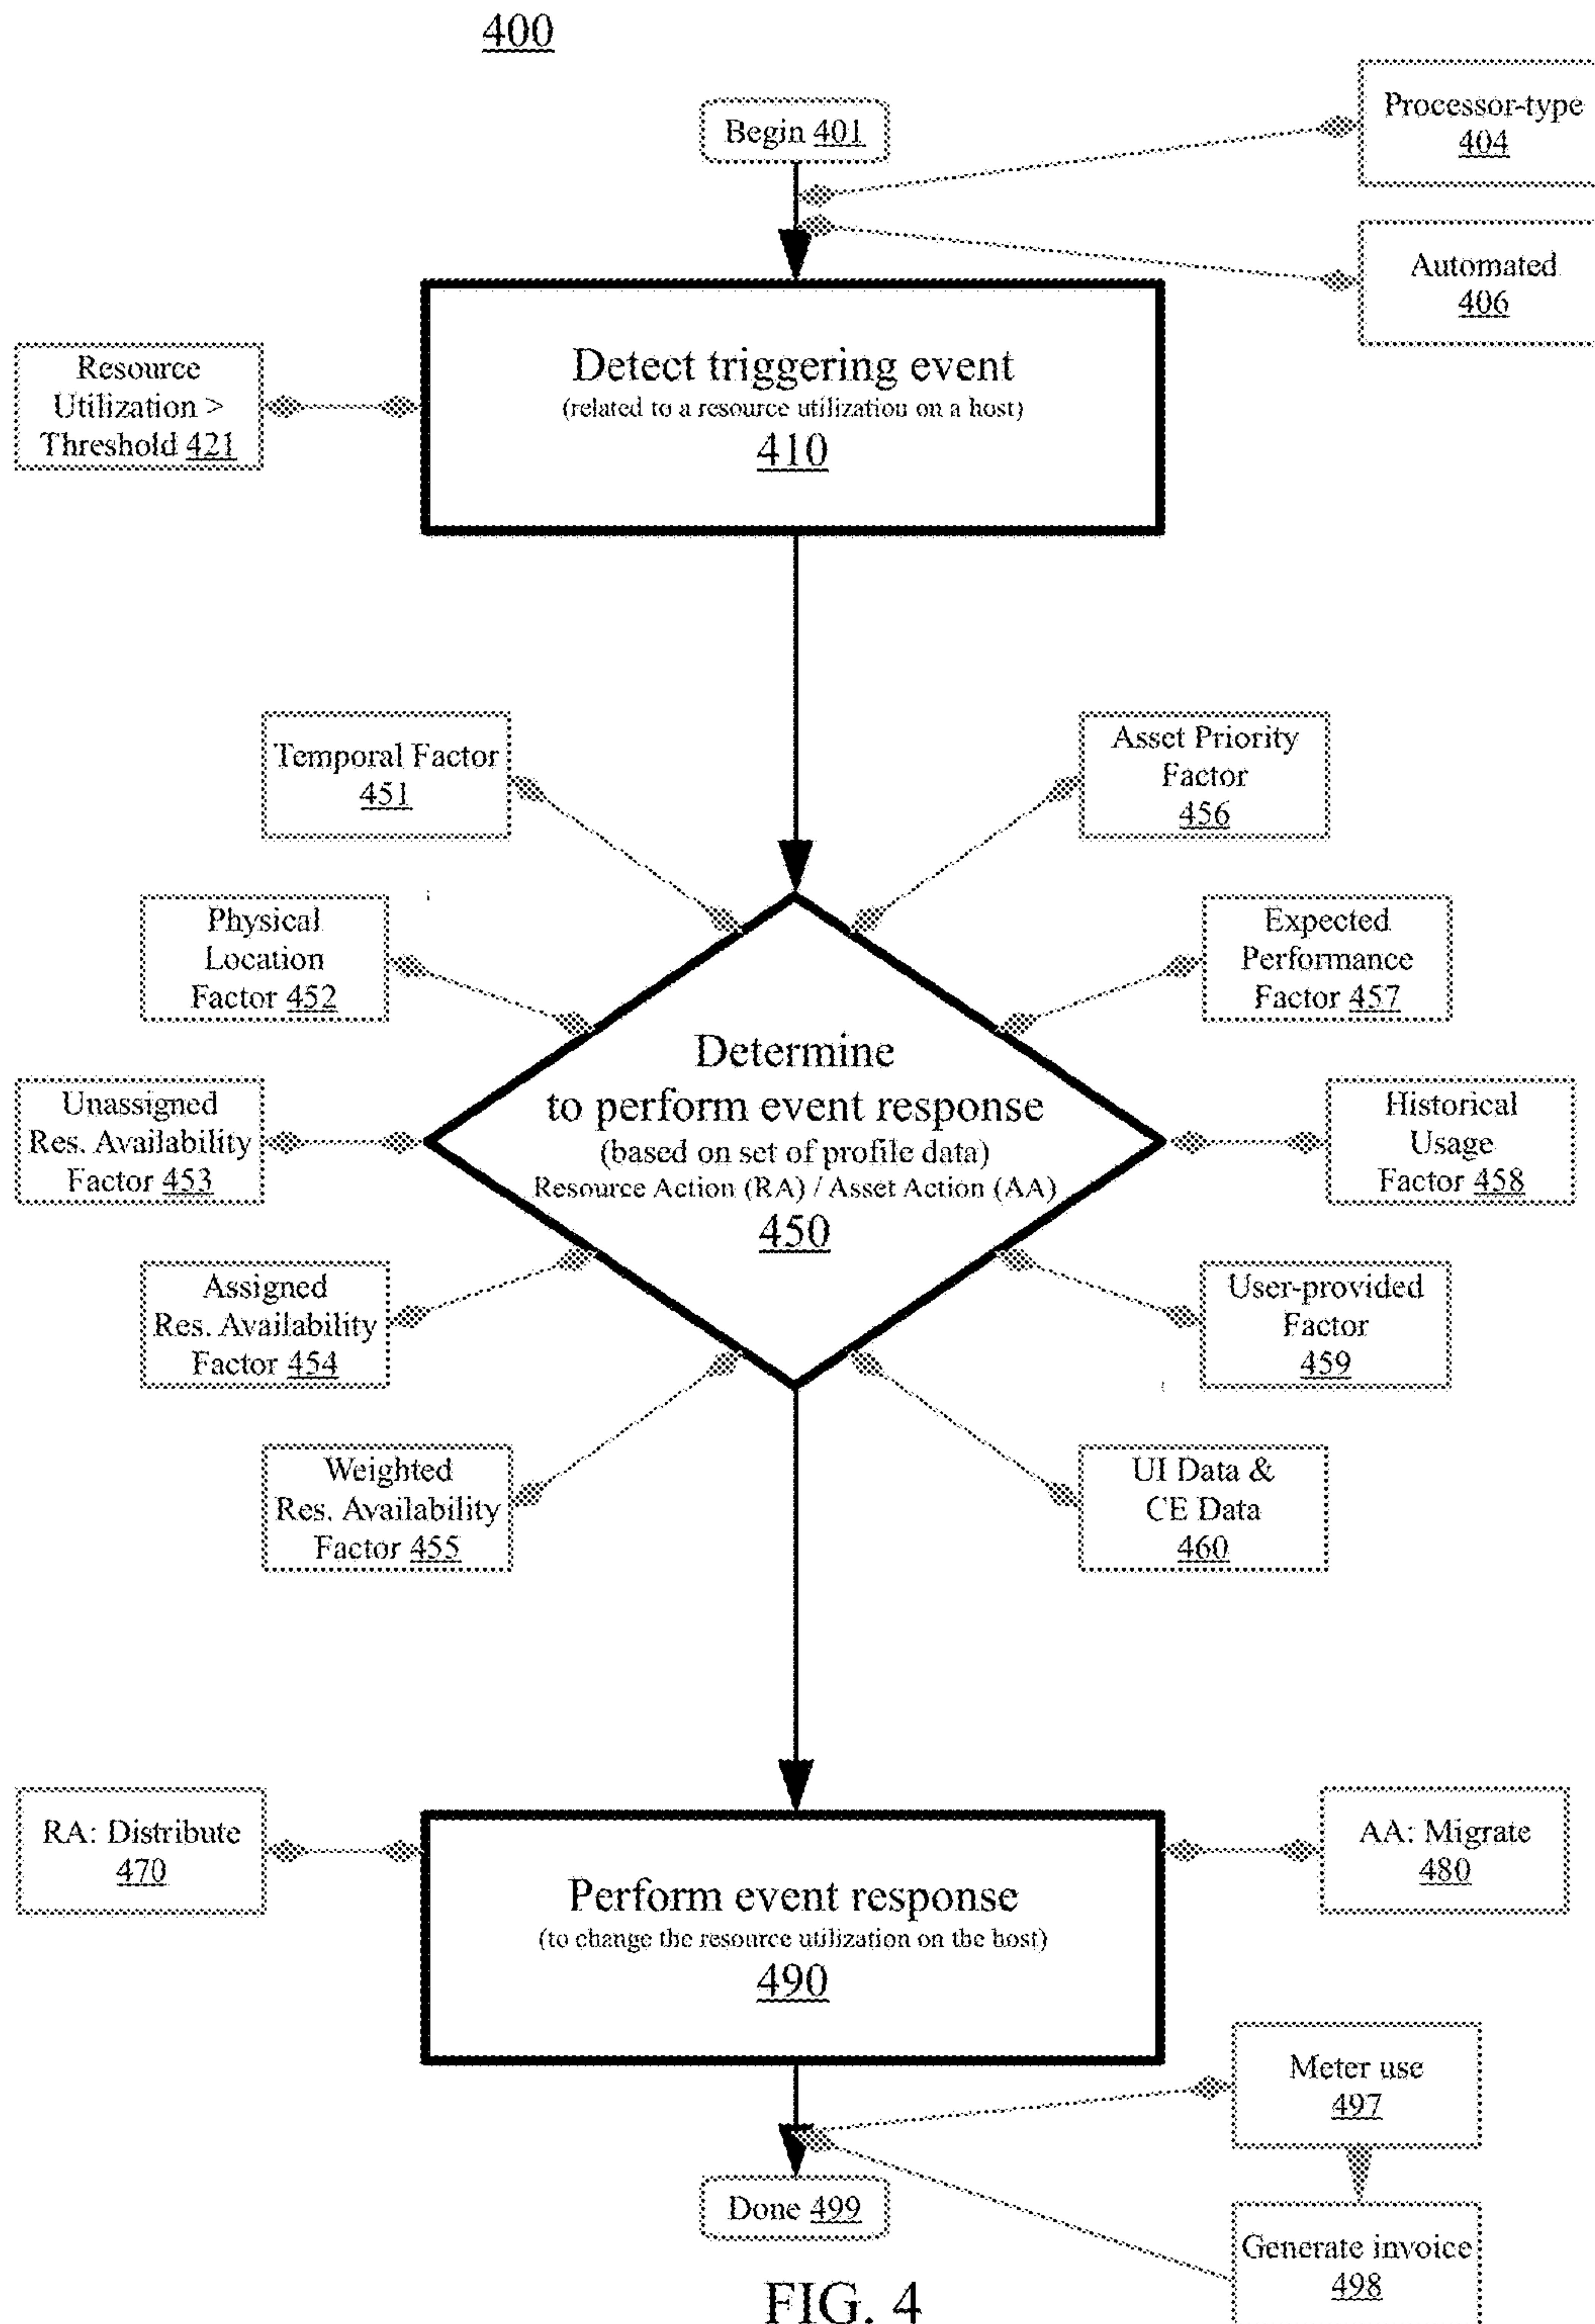 400
Begin 401
Processor-type
404
Automated
406
Resource
Utilization >
Threshold 421
Detect triggering event
(related to a resource utilization on a host)
410
Temporal Factor
451
Asset Priority
Factor
456
Physical
Location
Factor 452
Expected
Performance
Factor 457
Unassigned
Res. Availability
Factor 453
Determine
to perform event response
(based on set of profile data)
Resource Action (RA) / Asset Action (AA)
450
Historical
Usage
Factor 458
Assigned
Res. Availability
Factor 454
User-provided
Factor
459
Weighted
Res. Availability
Factor 455
UI Data &
CE Data
460
RA: Distribute
470
Perform event response
(to change the resource utilization on the host)
490
AA: Migrate
480
Meter use
497
Done 499
Generate invoice
498
FIG. 4